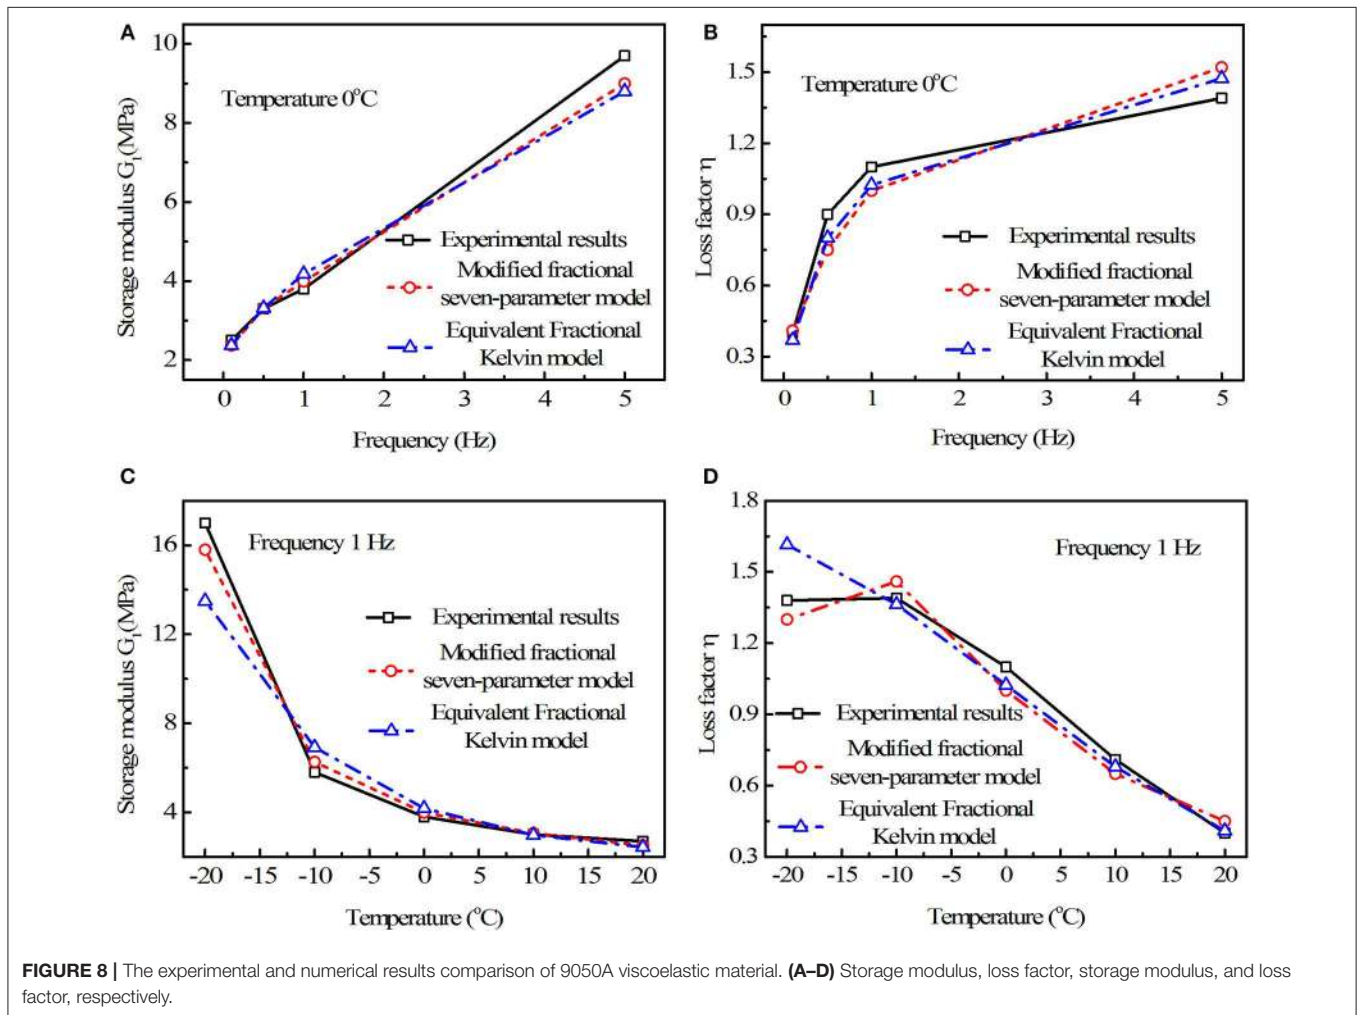 A
10
8
6
4
2
Storage modulus G₁(MPa)
Temperature 0°C
Experimental results
Modified fractional
seven-parameter model
Equivalent Fractional
Kelvin model
0 1 2 3 4 5
Frequency (Hz)
B
1.5
1.2
0.9
0.6
0.3
Loss factor η
Temperature 0°C
Experimental results
Modified fractional
seven-parameter model
Equivalent Fractional
Kelvin model
0 1 2 3 4 5
Frequency (Hz)
C
16
12
8
4
Storage modulus G₁(MPa)
Frequency 1 Hz
Experimental results
Modified fractional
seven-parameter model
Equivalent Fractional
Kelvin model
-20 -15 -10 -5 0 5 10 15 20
Temperature (°C)
D
1.8
1.5
1.2
0.9
0.6
0.3
Loss factor η
Frequency 1 Hz
Experimental results
Modified fractional
seven-parameter model
Equivalent Fractional
Kelvin model
-20 -15 -10 -5 0 5 10 15 20
Temperature (°C)
FIGURE 8 | The experimental and numerical results comparison of 9050A viscoelastic material. (A–D) Storage modulus, loss factor, storage modulus, and loss
factor, respectively.